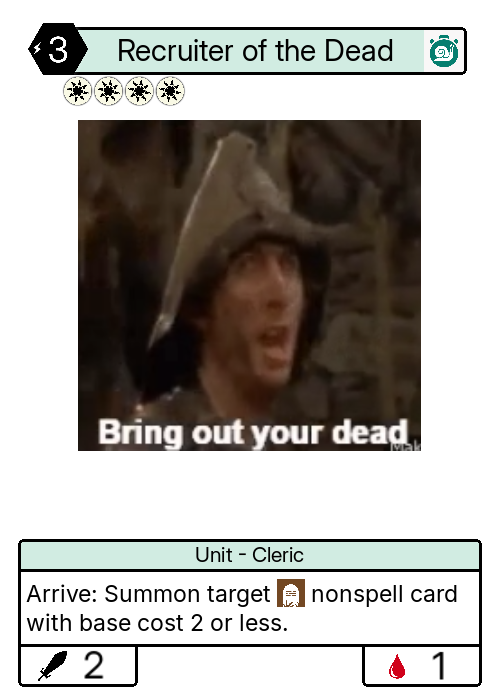 3 Recruiter of the Dead
Bring out your dead
Mak
Unit - Cleric
Arrive: Summon target nonspell card
with base cost 2 or less.
2 1